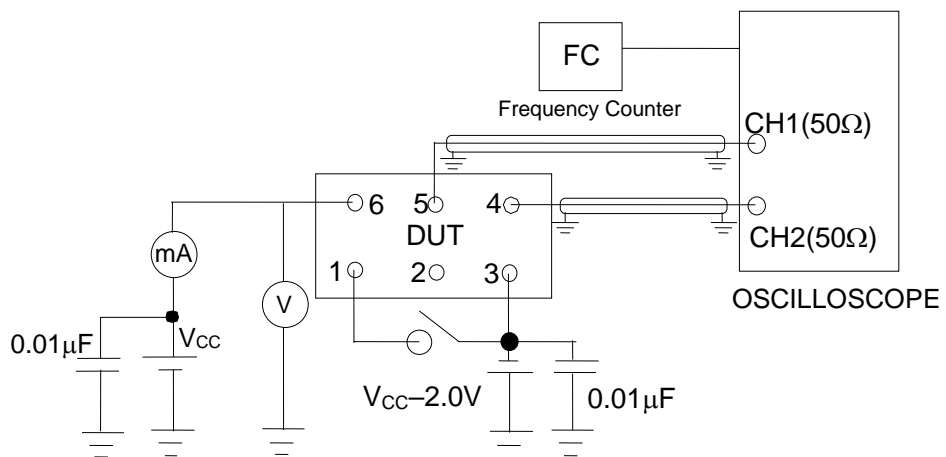 FC
Frequency Counter
CH1(50Ω)
6
5
4
DUT
CH2(50Ω)
mA
1
2
3
V
OSCILLOSCOPE
0.01μF
VCC
VCC–2.0V
0.01μF